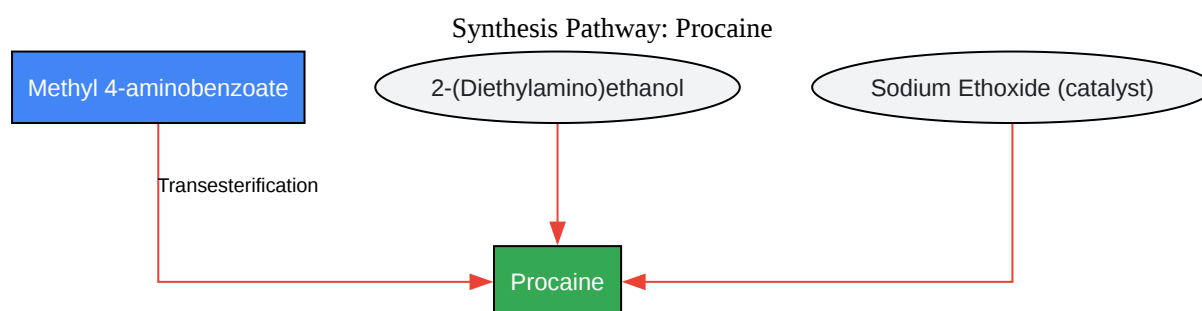 Synthesis Pathway: Procaine
Methyl 4-aminobenzoate
2-(Diethylamino)ethanol
Sodium Ethoxide (catalyst)
Transesterification
Procaine